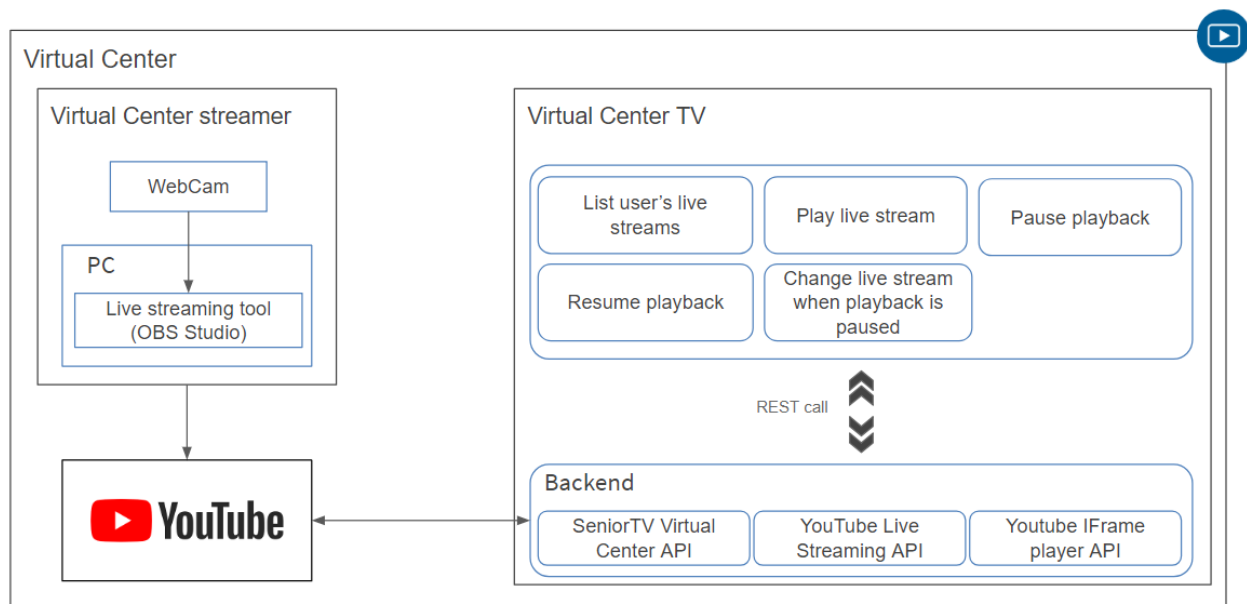 Virtual Center
Virtual Center streamer
WebCam
PC
Live streaming tool
(OBS Studio)
YouTube
Virtual Center TV
List user's live
streams
Play live stream
Pause playback
Resume playback
Change live stream
when playback is
paused
REST call
Backend
SeniorTV Virtual
Center API
YouTube Live
Streaming API
Youtube IFrame
player API